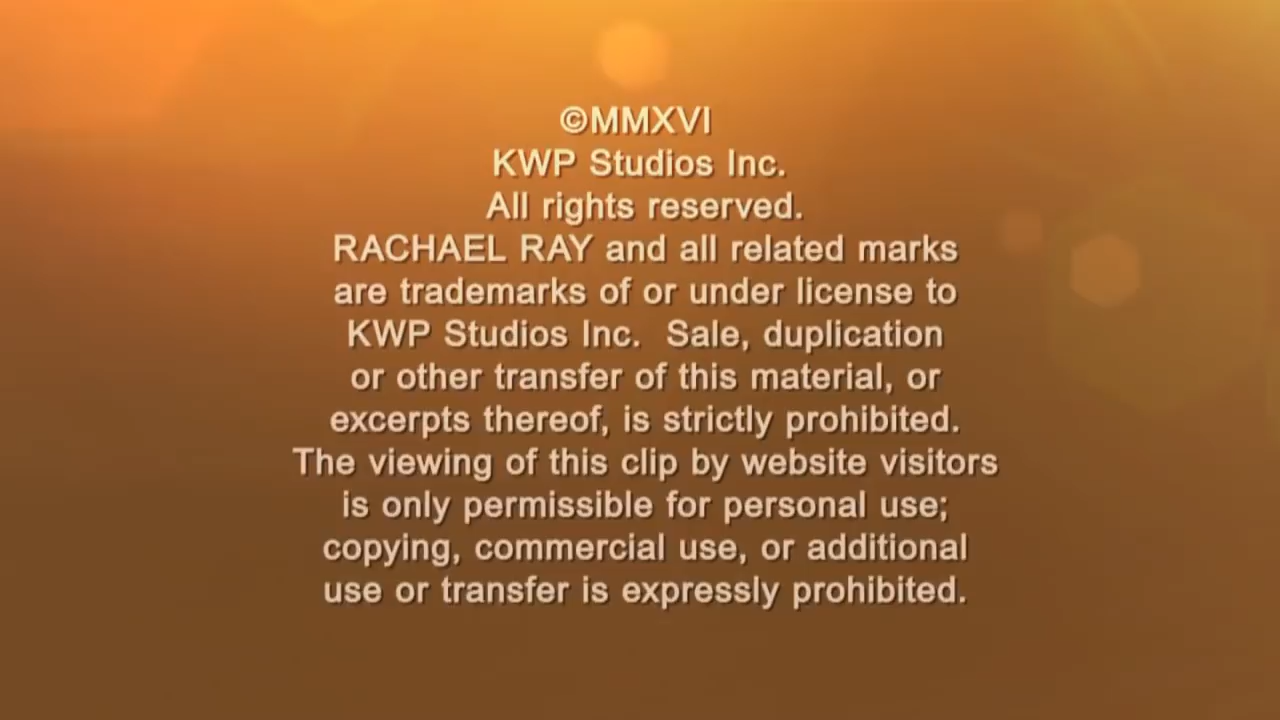 ©MMXVI
KWP Studios Inc.
All rights reserved.
RACHAEL RAY and all related marks
are trademarks of or under license to
KWP Studios Inc.  Sale, duplication
or other transfer of this material, or
excerpts thereof, is strictly prohibited.
The viewing of this clip by website visitors
is only permissible for personal use;
copying, commercial use, or additional
use or transfer is expressly prohibited.